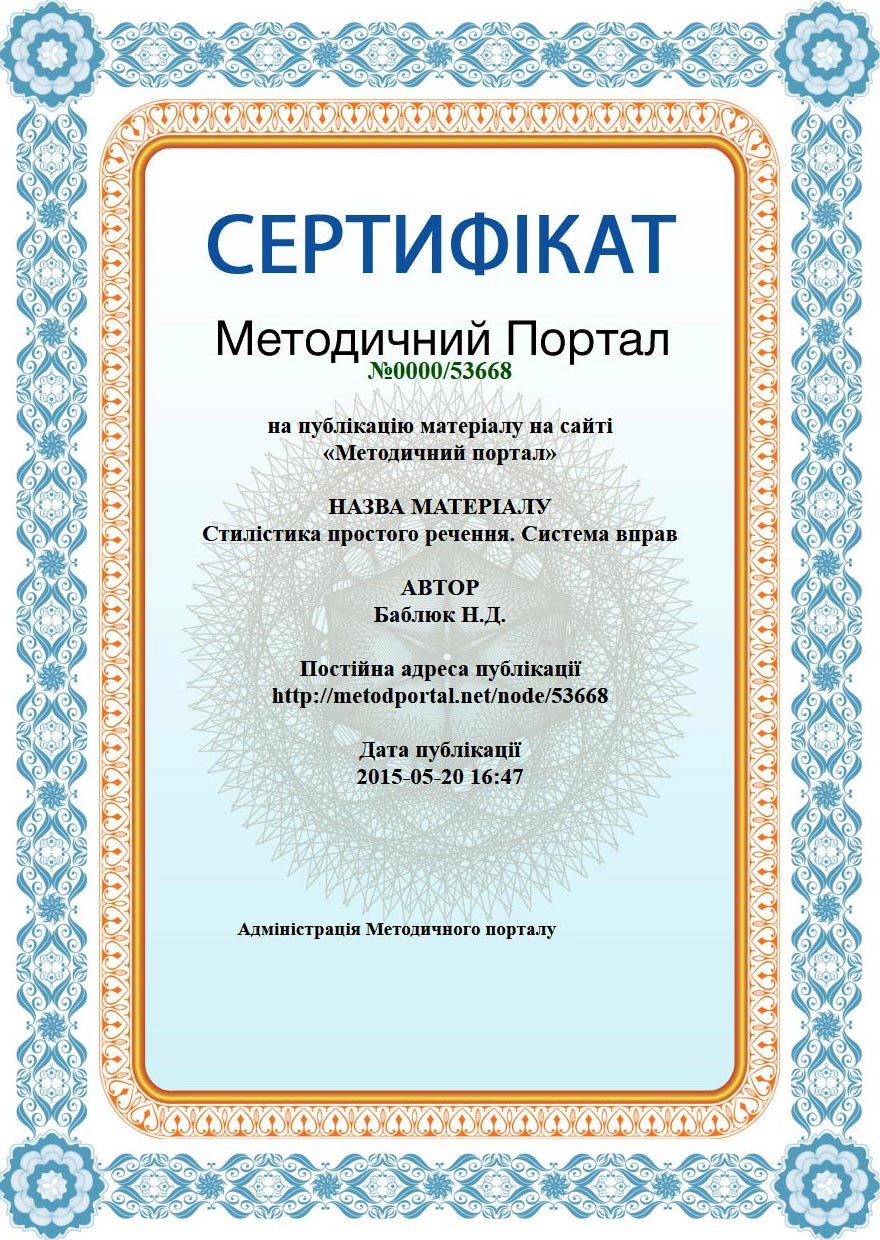 СЕРТИФІКАТ
Методичний Портал
№0000/53668
на публікацію матеріалу на сайті
«Методичний портал»
НАЗВА МАТЕРІАЛУ
Стилістика простого речення. Система вправ
АВТОР
Баблюк Н.Д.
Постійна адреса публікації
http://metodportal.net/node/53668
Дата публікації
2015-05-20 16:47
Адміністрація Методичного порталу